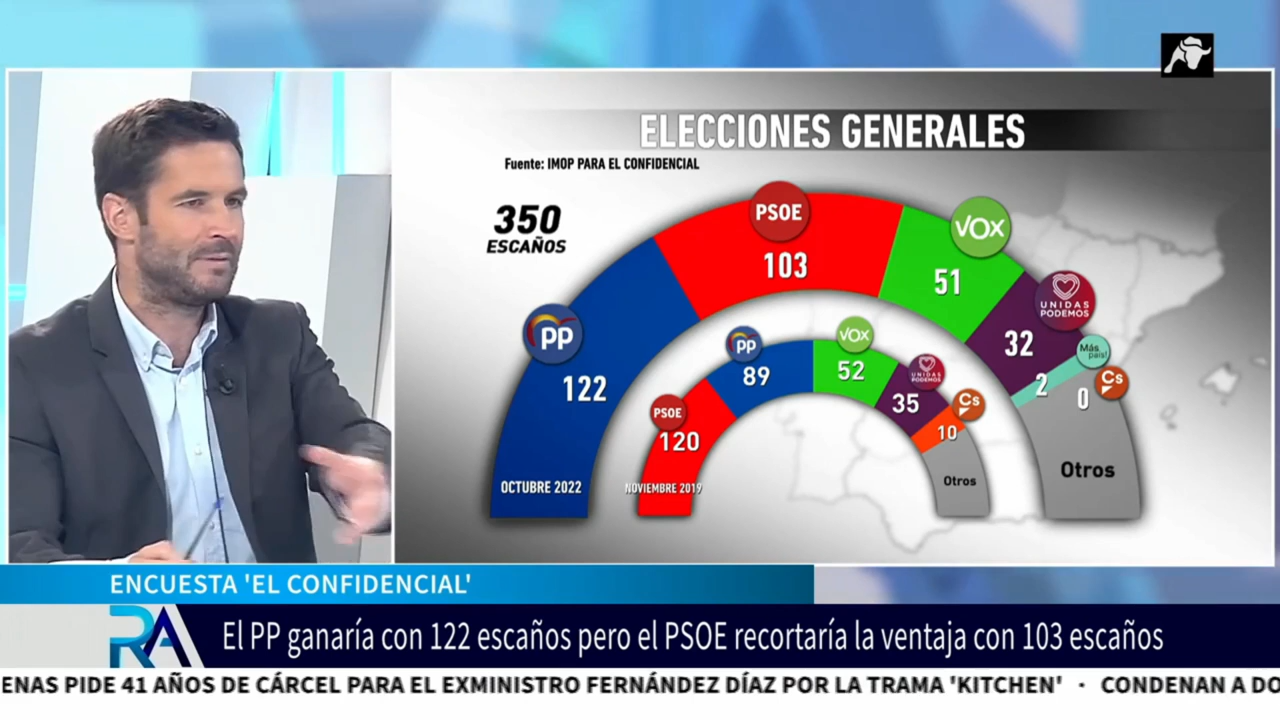 ELECCIONES GENERALES
Fuente: IMOP PARA EL CONFIDENCIAL
350
ESCAÑOS
PSOE
103
VOX
51
UNIDAS
PODEMOS
32
Más
país!
2
Cs
0
PP
122
PP
89
VOX
52
UNIDAS
PODEMOS
35
Cs
10
PSOE
120
OCTUBRE 2022
NOVIEMBRE 2019
Otros
Otros
ENCUESTA 'EL CONFIDENCIAL'
RA
El PP ganaría con 122 escaños pero el PSOE recortaría la ventaja con 103 escaños
ENAS PIDE 41 AÑOS DE CÁRCEL PARA EL EXMINISTRO FERNÁNDEZ DÍAZ POR LA TRAMA 'KITCHEN' · CONDENAN A DO